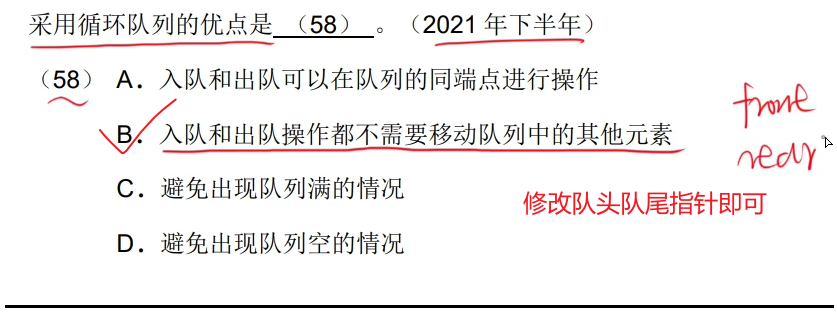 采用循环队列的优点是 （58） 。（2021 年下半年）
（58） A．入队和出队可以在队列的同端点进行操作
B．入队和出队操作都不需要移动队列中的其他元素
front
rear
C．避免出现队列满的情况
修改队头队尾指针即可
D．避免出现队列空的情况